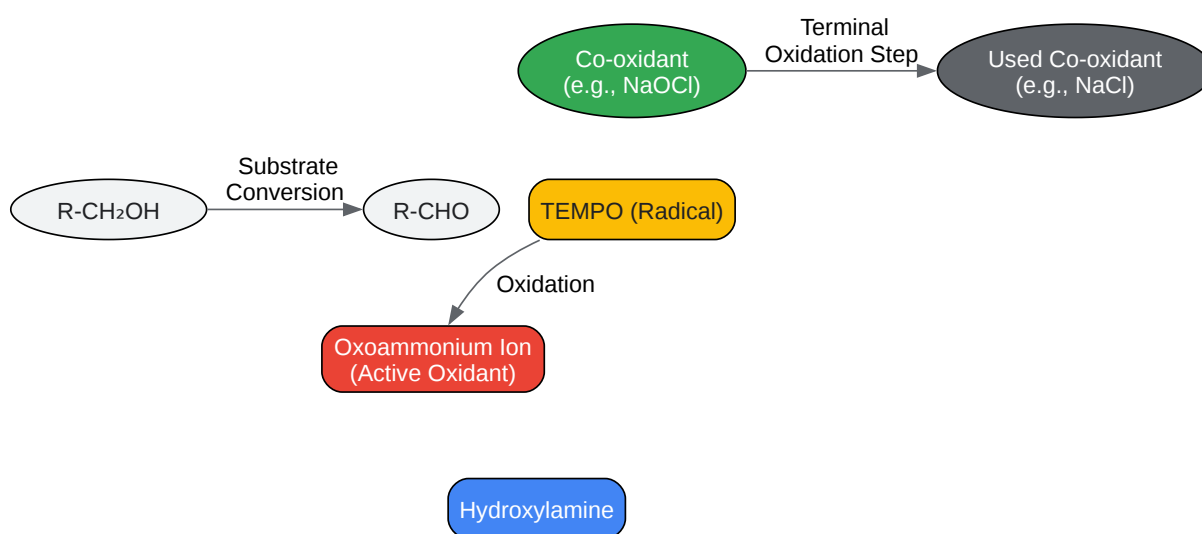 Terminal
Oxidation Step
Co-oxidant
(e.g., NaOCl)
Used Co-oxidant
(e.g., NaCl)
Substrate
Conversion
R-CH₂OH
R-CHO
TEMPO (Radical)
Oxidation
Oxoammonium Ion
(Active Oxidant)
Hydroxylamine